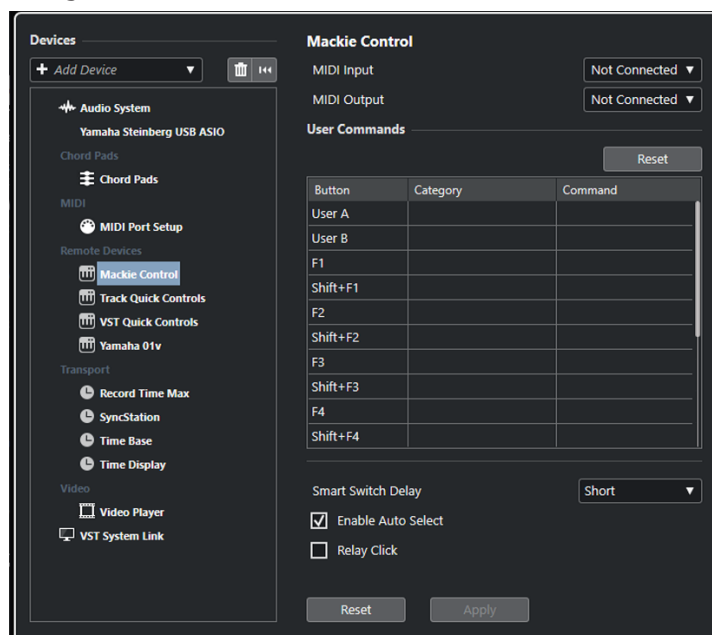 Devices
Add Device
Audio System
Yamaha Steinberg USB ASIO
Chord Pads
Chord Pads
MIDI
MIDI Port Setup
Remote Devices
Mackie Control
Track Quick Controls
VST Quick Controls
Yamaha 01v
Transport
Record Time Max
SyncStation
Time Base
Time Display
Video
Video Player
VST System Link
Mackie Control
MIDI Input Not Connected
MIDI Output Not Connected
User Commands
Reset
Button Category Command
User A
User B
F1
Shift+F1
F2
Shift+F2
F3
Shift+F3
F4
Shift+F4
Smart Switch Delay Short
Enable Auto Select
Relay Click
Reset Apply